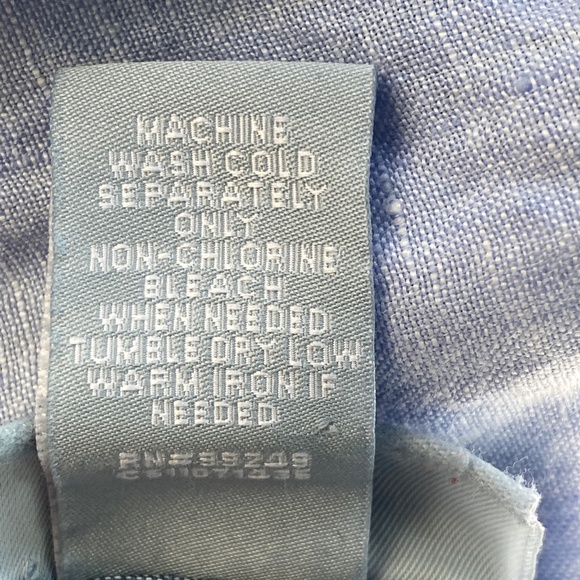 MACHINE
WASH COLD
SEPARATELY
ONLY
NON-CHLORINE
BLEACH
WHEN NEEDED
TUMBLE DRY LOW
WARM IRON IF
NEEDED